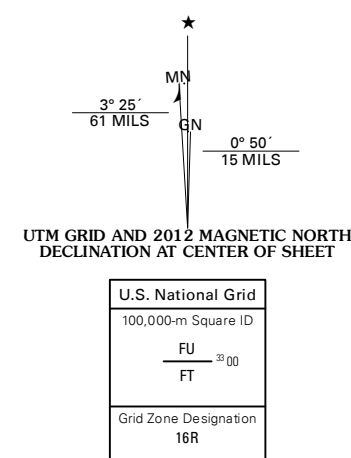 ★
MN
3° 25´
61 MILS
GN
0° 50´
15 MILS
UTM GRID AND 2012 MAGNETIC NORTH
DECLINATION AT CENTER OF SHEET
U.S. National Grid
100,000-m Square ID
FU
33 00
FT
Grid Zone Designation
16R